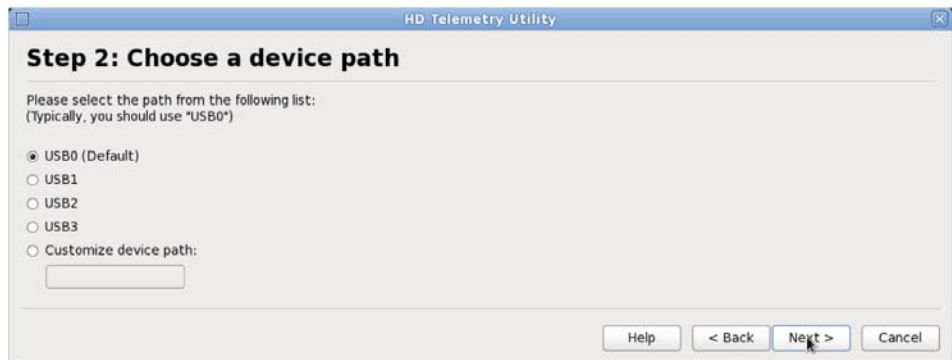 HD Telemetry Utility
Step 2: Choose a device path
Please select the path from the following list:
(Typically, you should use "USB0")
USB0 (Default)
USB1
USB2
USB3
Customize device path:
Help
< Back
Next >
Cancel